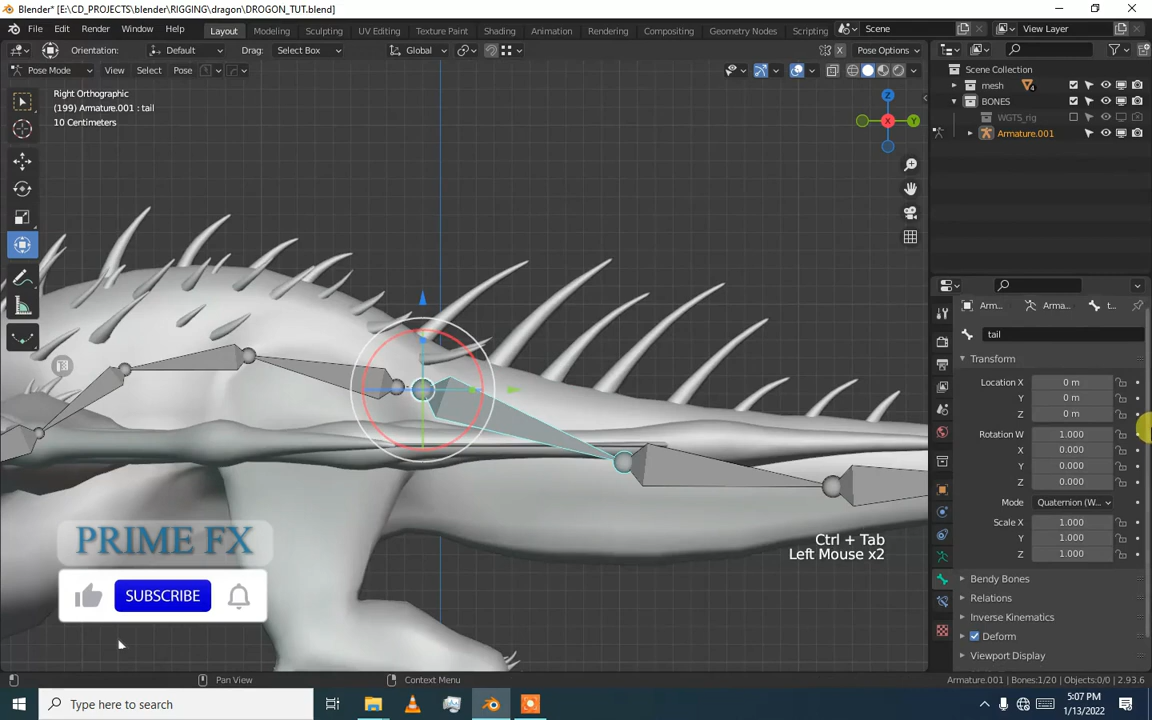 Blender* [E:\CD_PROJECTS\blender\RIGGING\dragon\DROGON_TUT.blend]
File Edit Render Window Help Layout Modeling Sculpting UV Editing Texture Paint Shading Animation Rendering Compositing Geometry Nodes Scripting Scene View Layer
Orientation: Default Drag: Select Box Global X Pose Options
Pose Mode View Select Pose
Right Orthographic
(199) Armature.001 : tail
10 Centimeters
Z
X
Y
Scene Collection
mesh 4
BONES
WGTS_rig
Armature.001
Arm... Arma... t...
tail
Transform
Location X 0 m
Y 0 m
Z 0 m
Rotation W 1.000
X 0.000
Y 0.000
Z 0.000
Mode Quaternion (W...
Scale X 1.000
Y 1.000
Z 1.000
Bendy Bones
Relations
Inverse Kinematics
Deform
Viewport Display
Ctrl + Tab
Left Mouse x2
PRIME FX
SUBSCRIBE
Pan View Context Menu Armature.001 | Bones:1/20 | Objects:0/0 | 2.93.6
Type here to search
5:07 PM
1/13/2022